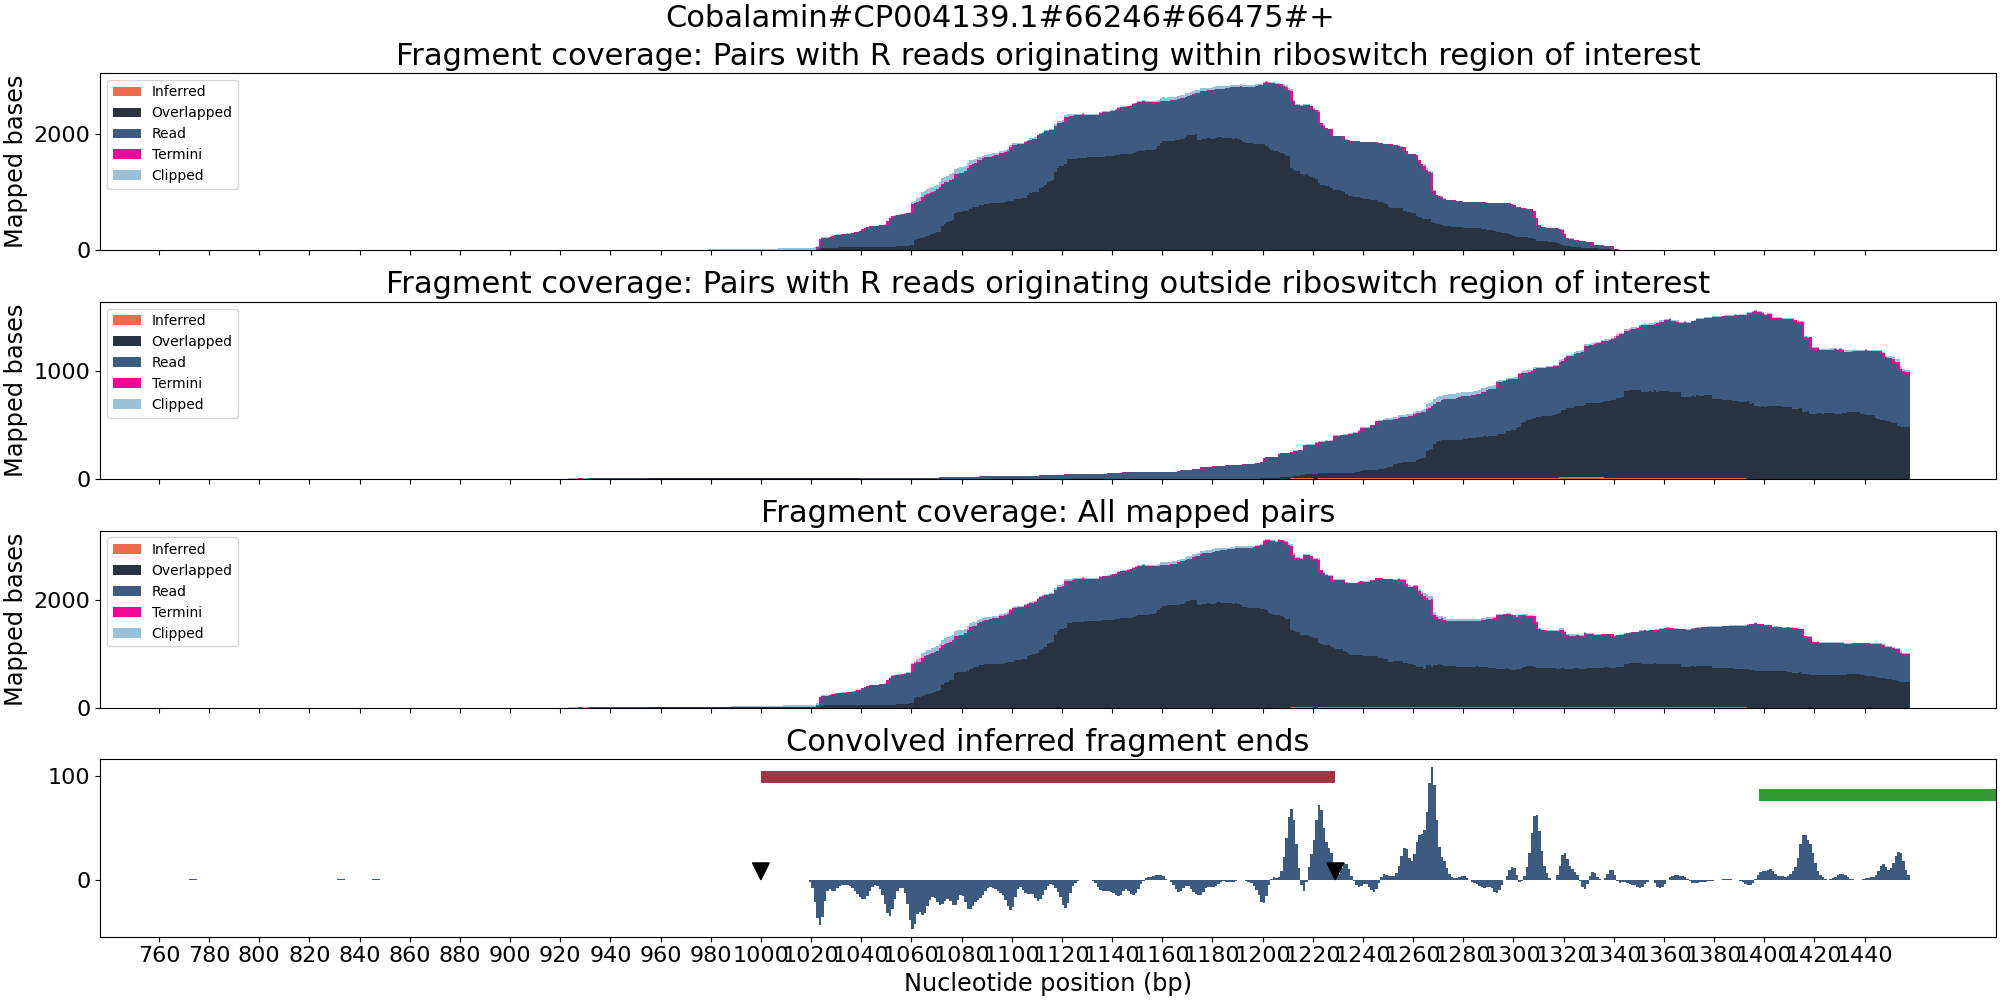 Cobalamin#CP004139.1#66246#66475#+
Fragment coverage: Pairs with R reads originating within riboswitch region of interest
Mapped bases
2000
0
Inferred
Overlapped
Read
Termini
Clipped
Fragment coverage: Pairs with R reads originating outside riboswitch region of interest
Mapped bases
1000
0
Inferred
Overlapped
Read
Termini
Clipped
Fragment coverage: All mapped pairs
Mapped bases
2000
0
Inferred
Overlapped
Read
Termini
Clipped
Convolved inferred fragment ends
100
0
760 780 800 820 840 860 880 900 920 940 960 980 1000 1020 1040 1060 1080 1100 1120 1140 1160 1180 1200 1220 1240 1260 1280 1300 1320 1340 1360 1380 1400 1420 1440
Nucleotide position (bp)